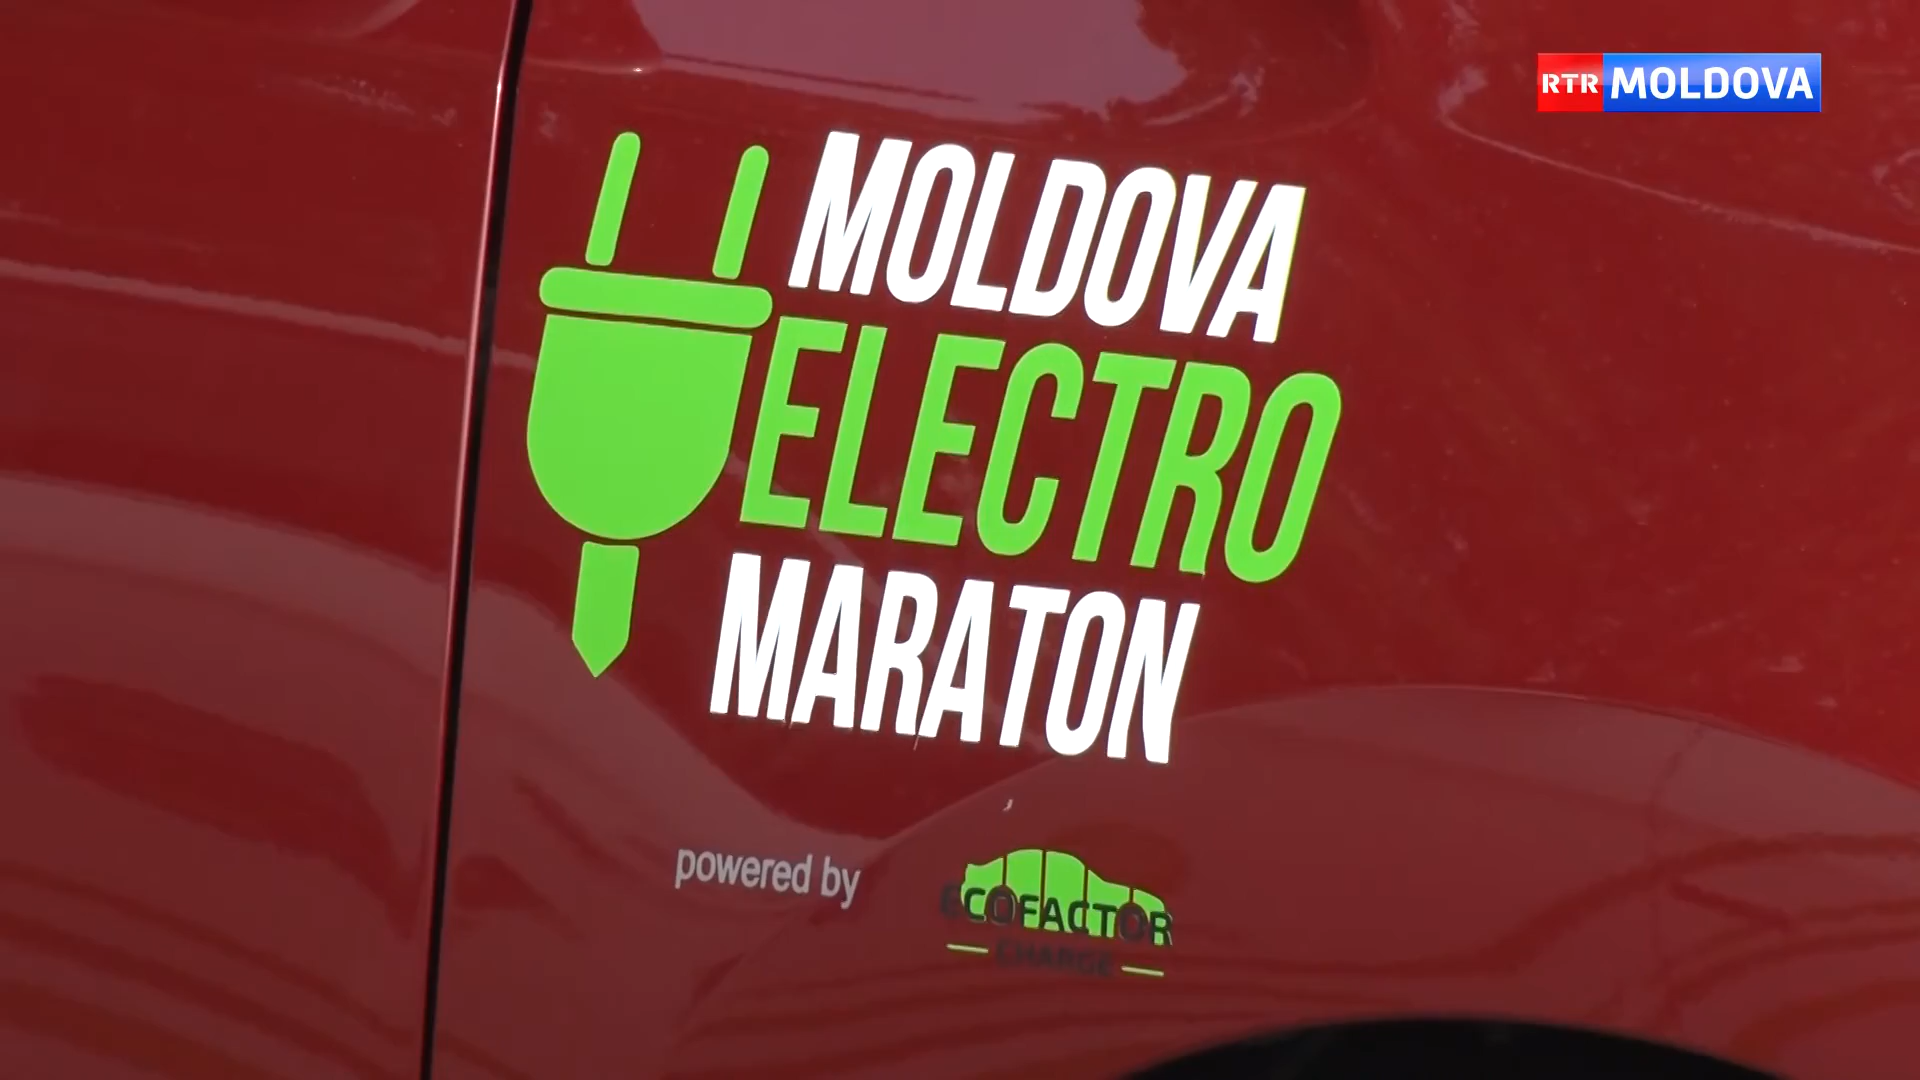 RTR MOLDOVA
MOLDOVA
ELECTRO
MARATON
powered by
ECOFACTOR
CHARGE